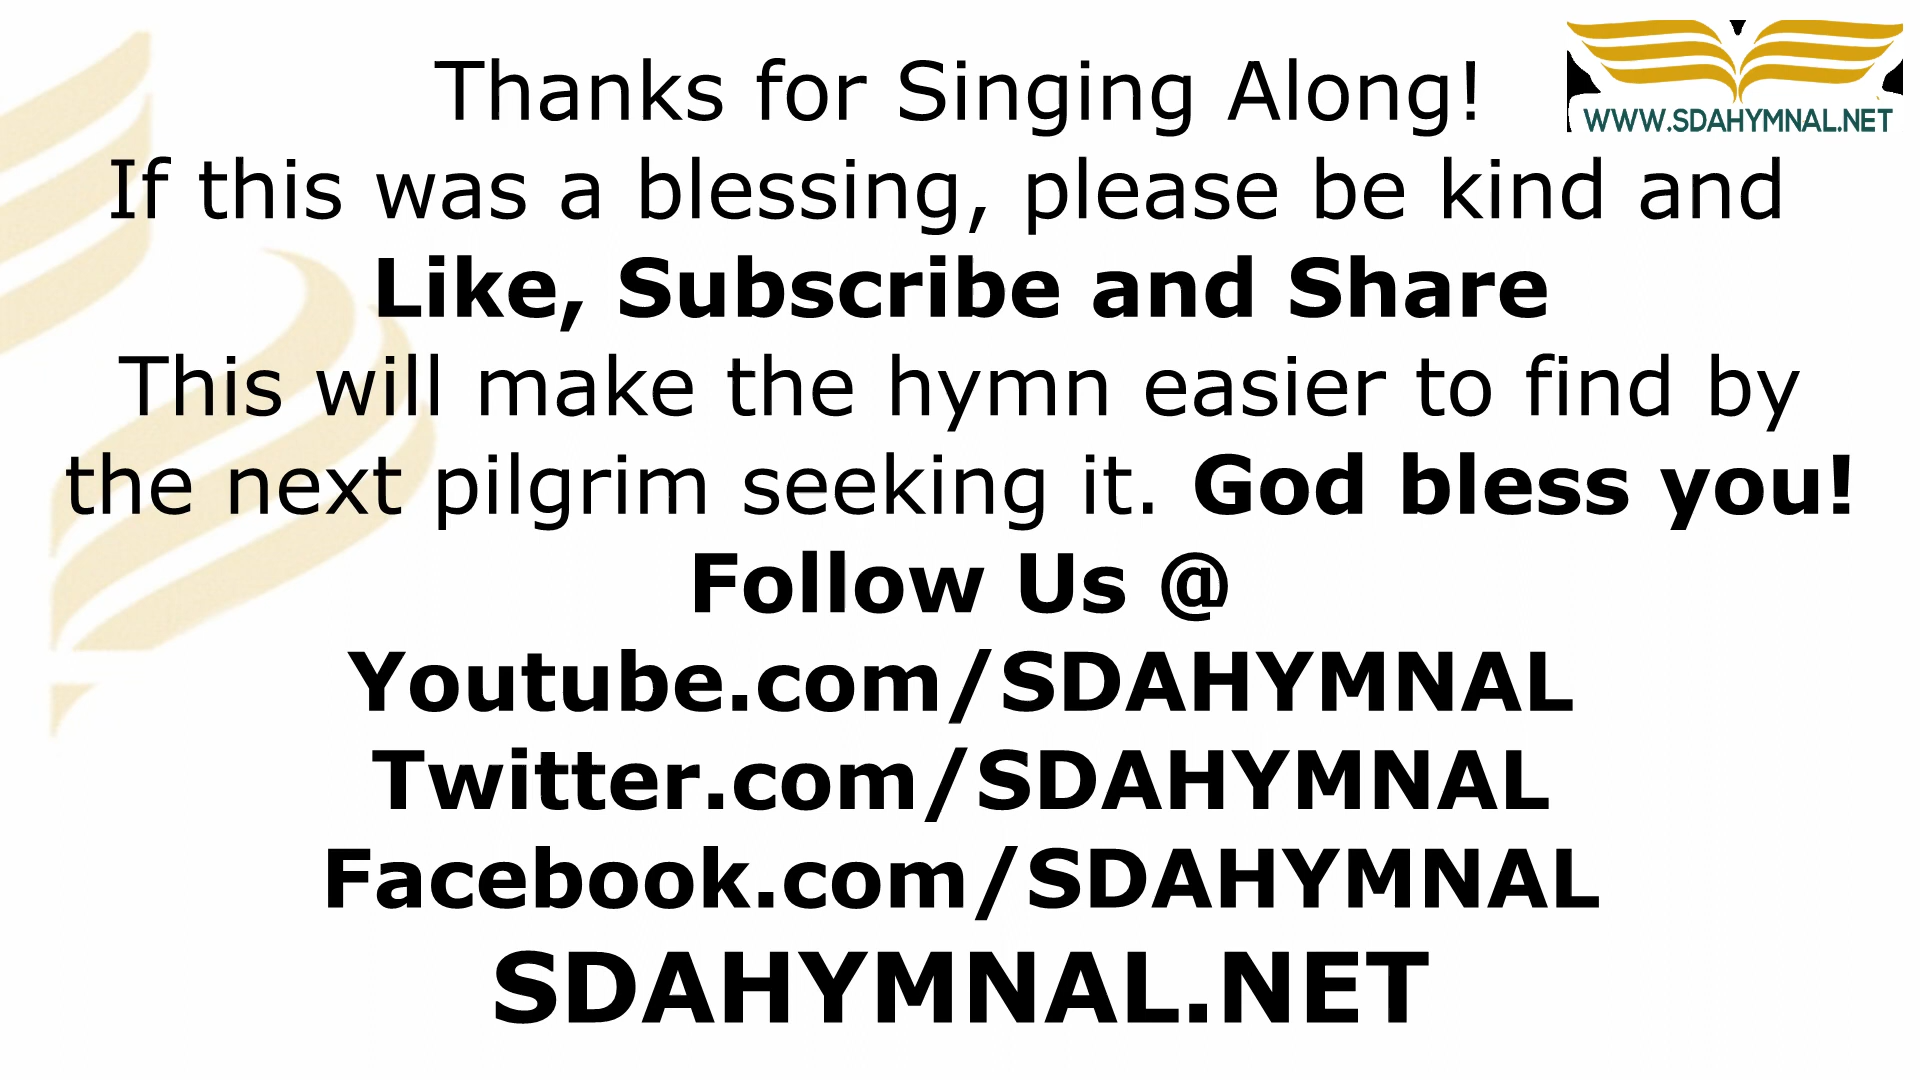 Thanks for Singing Along!
WWW.SDAHYMNAL.NET
If this was a blessing, please be kind and
Like, Subscribe and Share
This will make the hymn easier to find by
the next pilgrim seeking it. God bless you!
Follow Us @
Youtube.com/SDAHYMNAL
Twitter.com/SDAHYMNAL
Facebook.com/SDAHYMNAL
SDAHYMNAL.NET